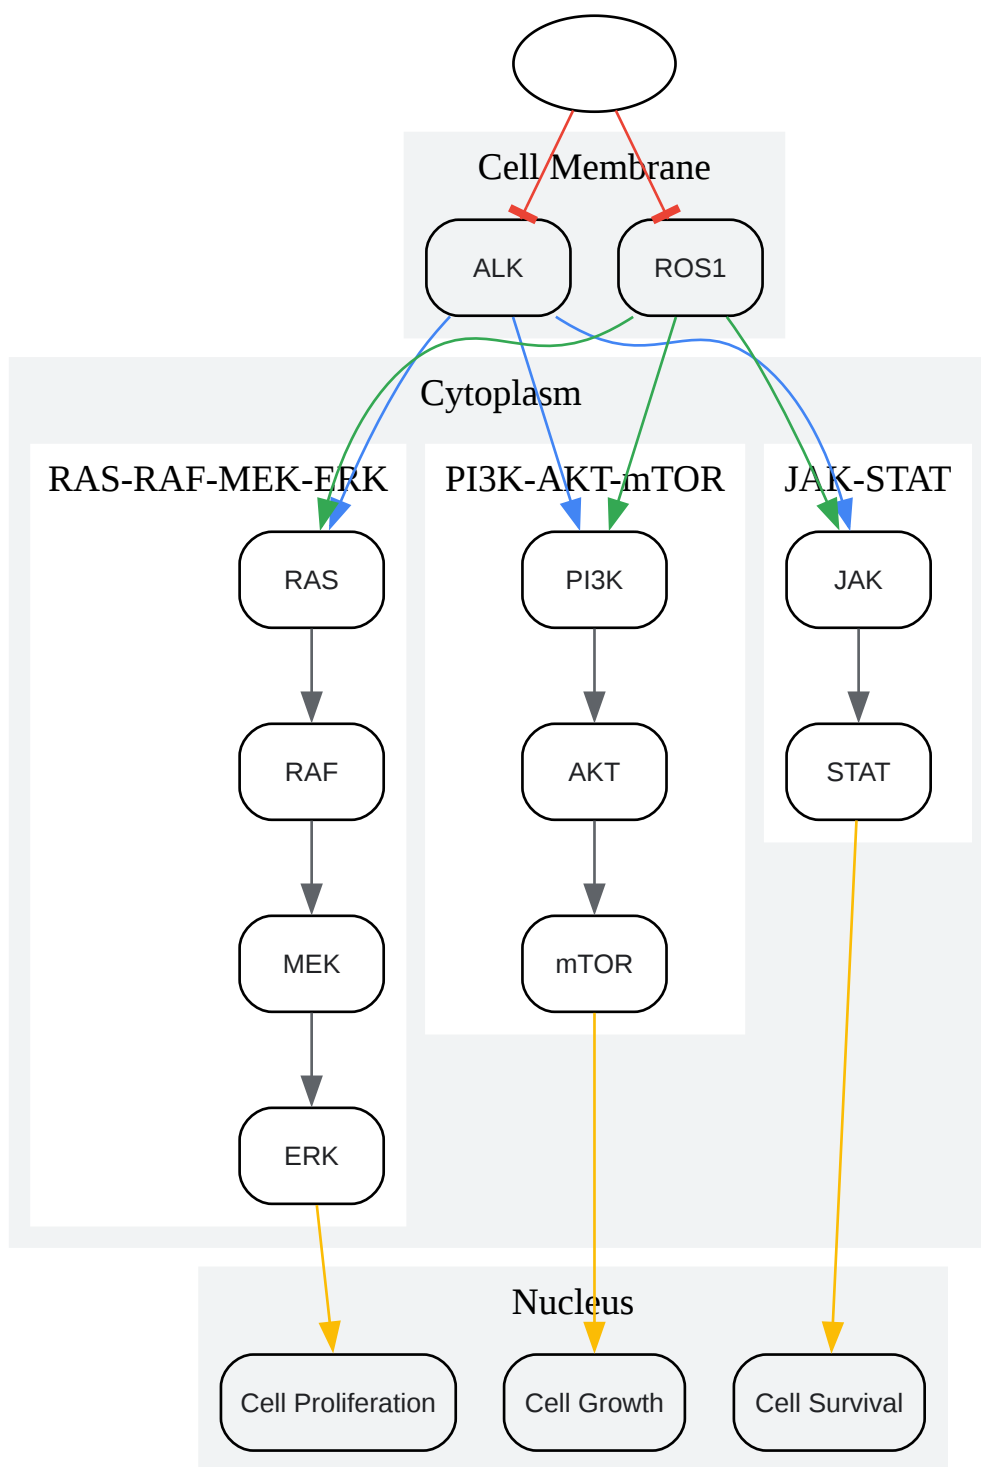 Cell Membrane
ALK
ROS1
Cytoplasm
RAS-RAF-MEK-ERK
PI3K-AKT-mTOR
JAK-STAT
RAS
PI3K
JAK
RAF
AKT
STAT
MEK
mTOR
ERK
Nucleus
Cell Proliferation
Cell Growth
Cell Survival